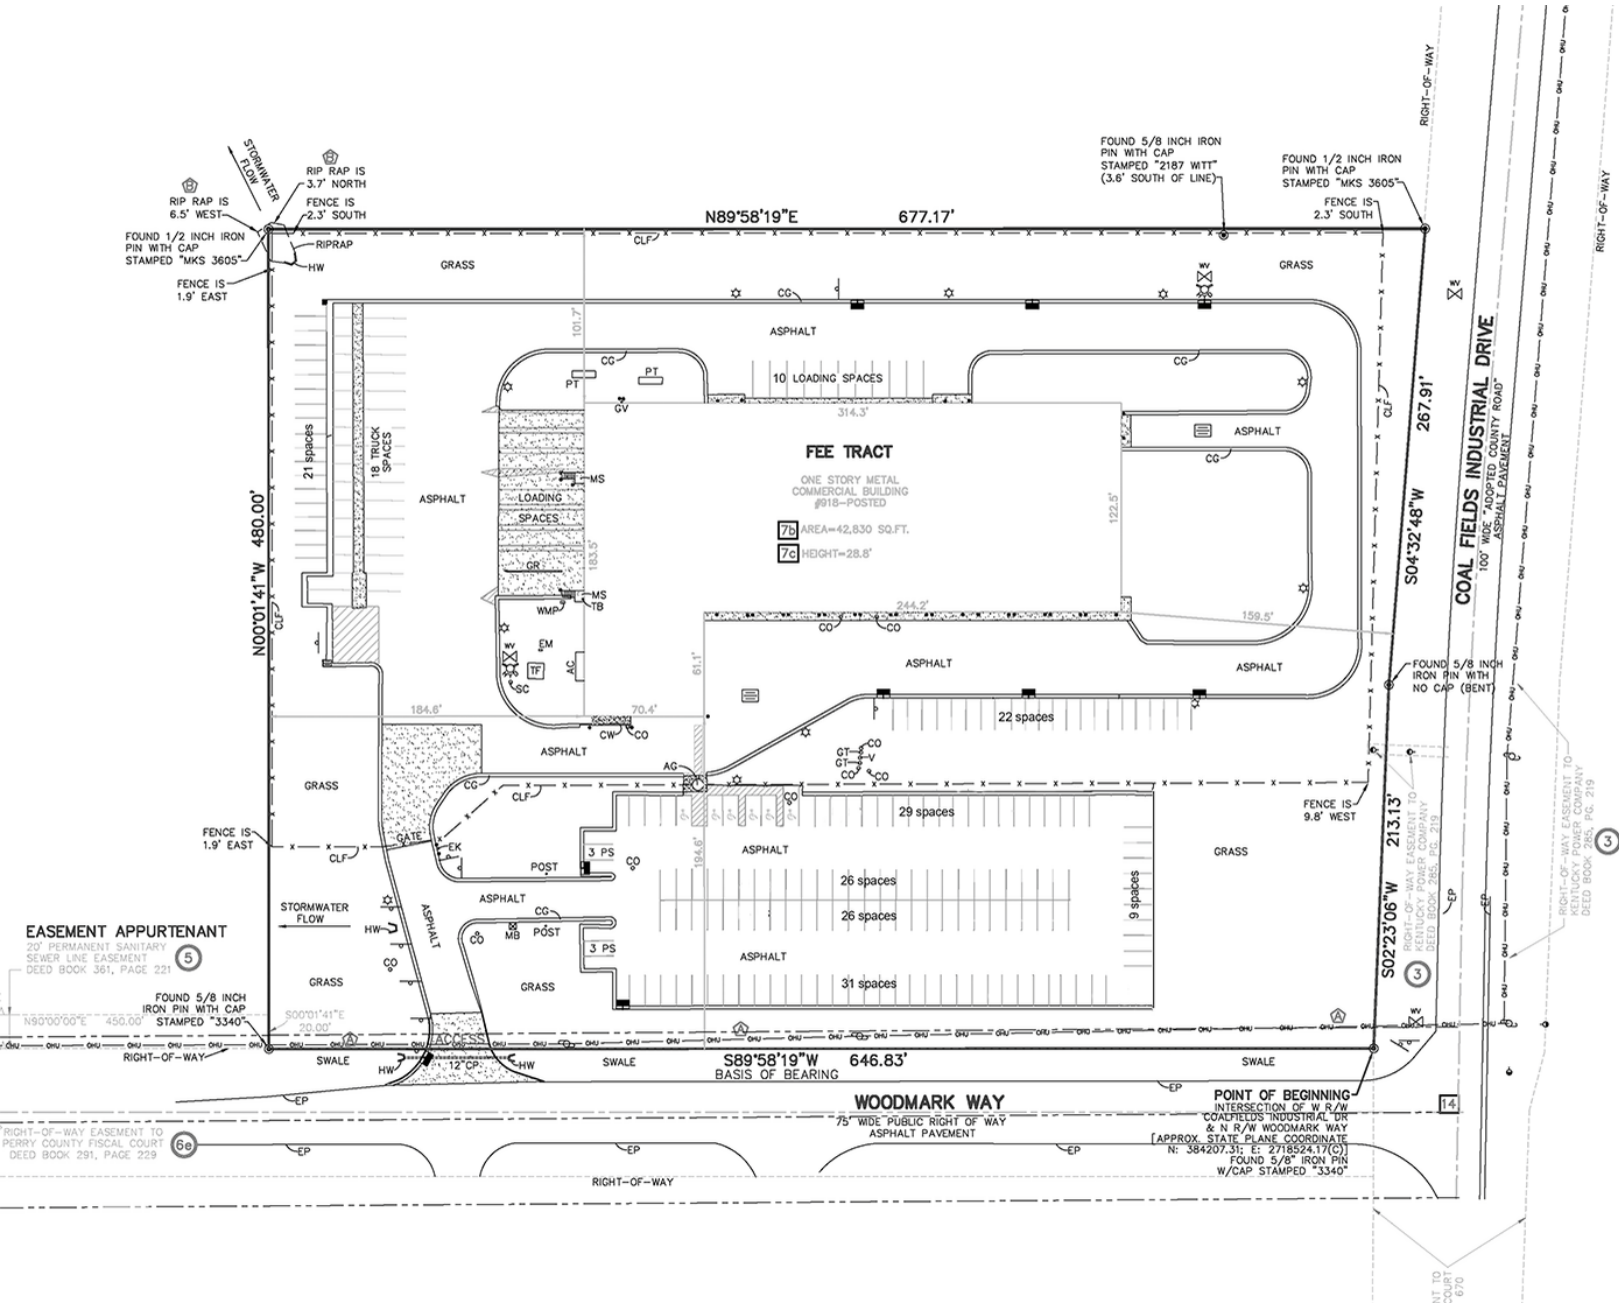 RIGHT-OF-WAY
OHU
RIGHT-OF-WAY
STORMWATER
FLOW
B
RIP RAP IS
3.7' NORTH
B
RIP RAP IS
6.5' WEST
FENCE IS
2.3' SOUTH
FOUND 1/2 INCH IRON
PIN WITH CAP
STAMPED "MKS 3605"
RIPRAP
HW
FENCE IS
1.9' EAST
N89°58'19"E 677.17'
CLF
FOUND 5/8 INCH IRON
PIN WITH CAP
STAMPED "2187 WITT"
(3.6' SOUTH OF LINE)
FOUND 1/2 INCH IRON
PIN WITH CAP
STAMPED "MKS 3605"
FENCE IS
2.3' SOUTH
GRASS
GRASS
WV
WV
CG
ASPHALT
101.7'
CG
PT
PT
GV
10 LOADING SPACES
314.3'
CG
ASPHALT
CG
CLF
267.91'
S04°32'48"W
COAL FIELDS INDUSTRIAL DRIVE
100' WIDE "ADOPTED COUNTY ROAD"
ASPHALT PAVEMENT
21 spaces
18 TRUCK
SPACES
ASPHALT
N00°01'41"W 480.00'
CLF
LOADING
SPACES
GR
MS
183.5'
MS
TB
WMP
FEE TRACT
ONE STORY METAL
COMMERCIAL BUILDING
#918-POSTED
7b AREA=42,830 SQ.FT.
7c HEIGHT=28.8'
122.5'
244.2'
CO
CO
159.5'
EM
WV
TF
AC
SC
61.1'
ASPHALT
ASPHALT
FOUND 5/8 INCH
IRON PIN WITH
NO CAP (BENT)
184.6'
70.4'
CW
CO
22 spaces
ASPHALT
AG
CO
GT
V
GT
CO
CO
GRASS
CG
CLF
CO
29 spaces
FENCE IS
9.8' WEST
213.13'
FENCE IS
1.9' EAST
CLF
GATE
EK
3 PS
CO
194.6'
ASPHALT
GRASS
POST
26 spaces
26 spaces
9 spaces
ASPHALT
ASPHALT
CG
CO
MB
POST
3 PS
ASPHALT
31 spaces
STORMWATER
FLOW
HW
CO
GRASS
GRASS
S02°23'06"W
RIGHT-OF-WAY EASEMENT TO
KENTUCKY POWER COMPANY
DEED BOOK 285, PG. 219
3
EP
EP
RIGHT-OF-WAY EASEMENT TO
KENTUCKY POWER COMPANY
DEED BOOK 285, PG. 219
3
EASEMENT APPURTENANT
20' PERMANENT SANITARY
SEWER LINE EASEMENT
DEED BOOK 361, PAGE 221
5
FOUND 5/8 INCH
IRON PIN WITH CAP
STAMPED "3340"
N90°00'00"E 450.00'
S00°01'41"E
20.00'
RIGHT-OF-WAY
A
ACCESS
A
A
WV
SWALE
HW
12"CP
HW
SWALE
S89°58'19"W 646.83'
BASIS OF BEARING
SWALE
EP
EP
WOODMARK WAY
75' WIDE PUBLIC RIGHT OF WAY
ASPHALT PAVEMENT
POINT OF BEGINNING
INTERSECTION OF W R/W
COALFIELDS INDUSTRIAL DR
& N R/W WOODMARK WAY
[APPROX. STATE PLANE COORDINATE
N: 384207.31; E: 2718524.17(C)]
FOUND 5/8" IRON PIN
W/CAP STAMPED "3340"
14
RIGHT-OF-WAY EASEMENT TO
PERRY COUNTY FISCAL COURT
DEED BOOK 291, PAGE 229
6e
EP
EP
EP
RIGHT-OF-WAY
NT TO
COURT
670